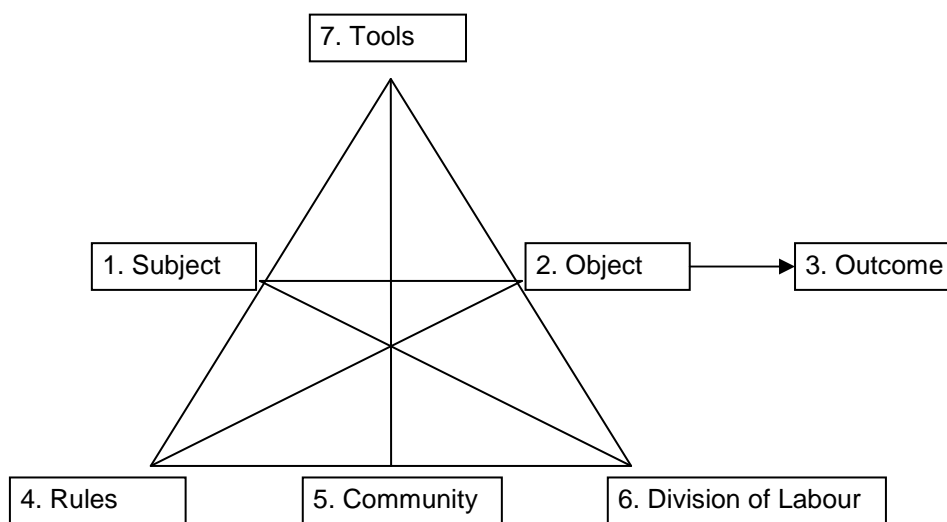 7. Tools
1. Subject
2. Object
3. Outcome
4. Rules
5. Community
6. Division of Labour